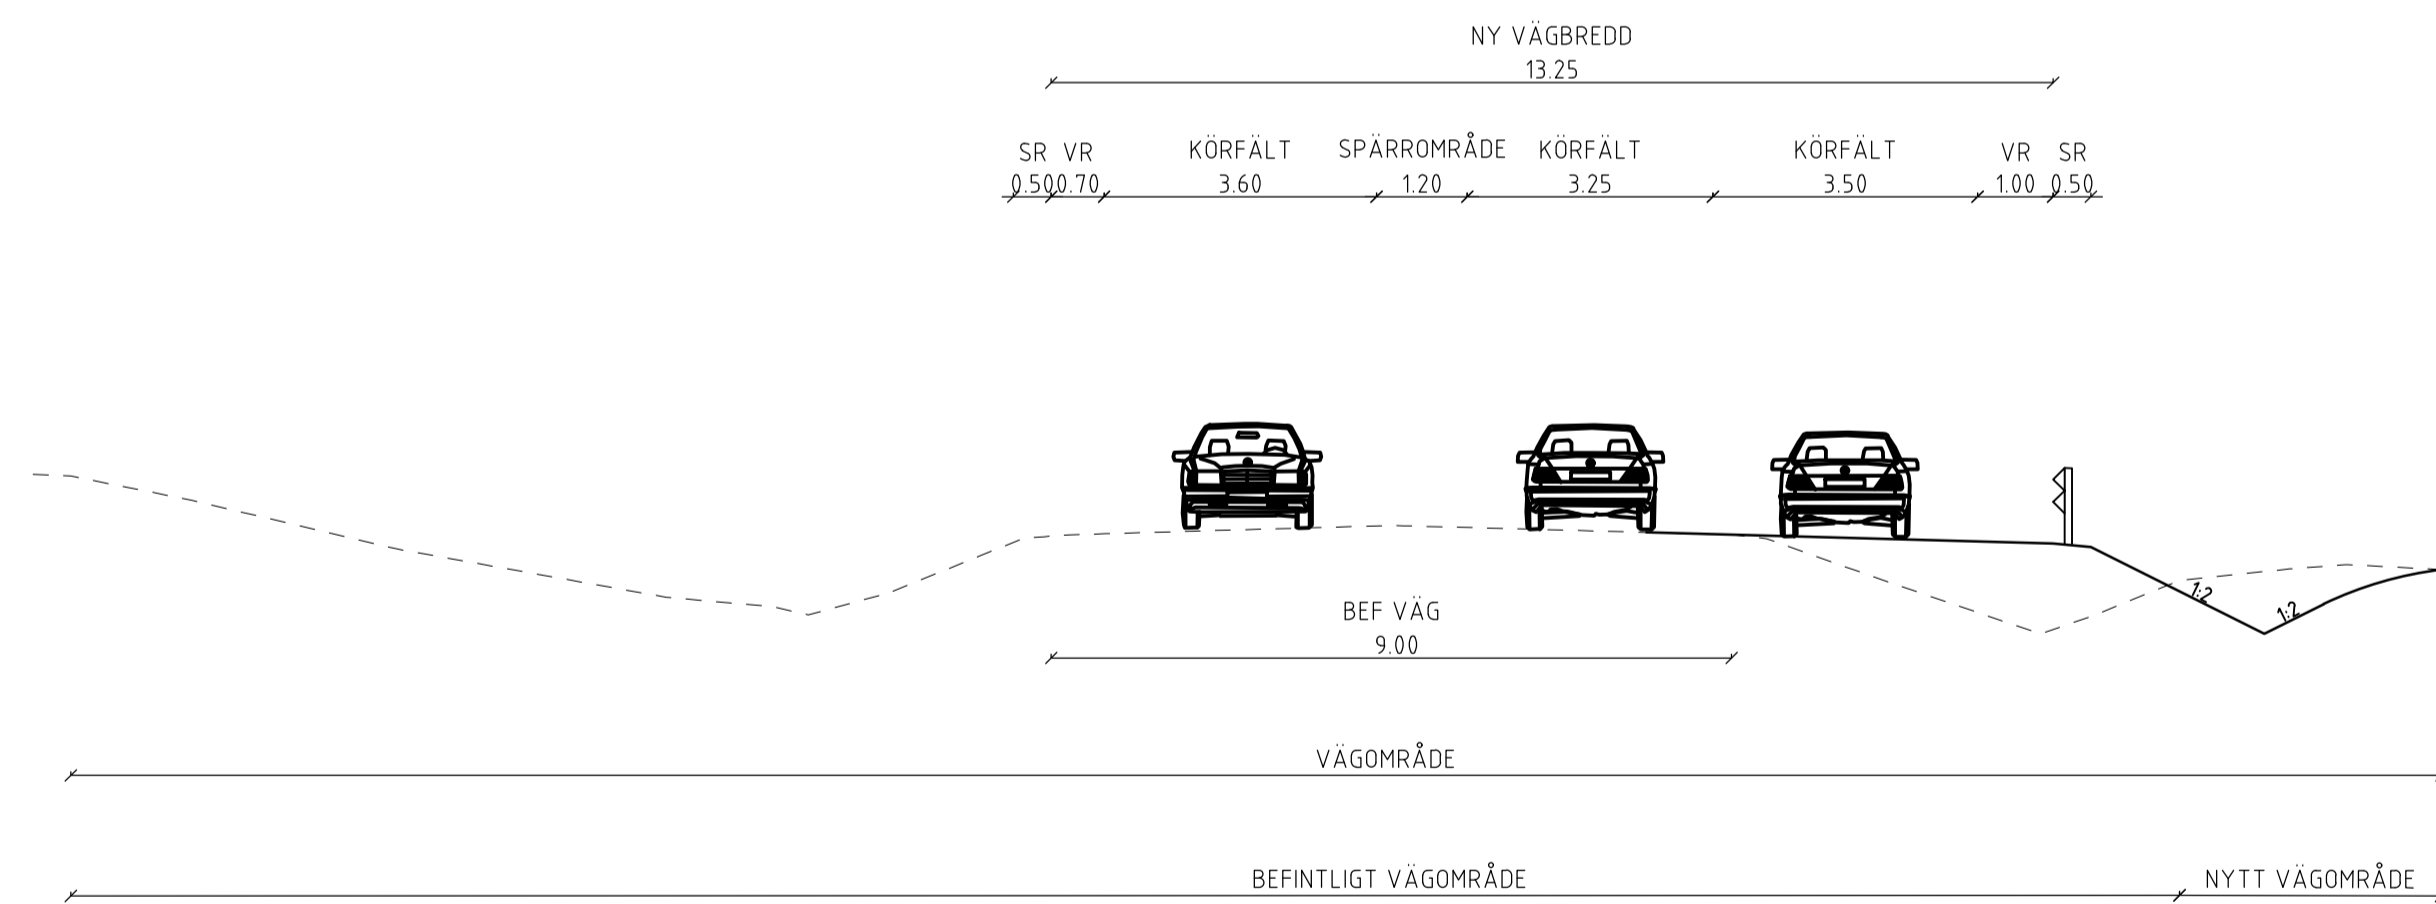 NY VÄGBREDD
13.25
SR VR KÖRFÄLT SPÄRROMRÅDE KÖRFÄLT KÖRFÄLT VR SR
0.50 0.70 3.60 1.20 3.25 3.50 1.00 0.50
1:2
1:2
BEF VÄG
9.00
VÄGOMRÅDE
BEFINTLIGT VÄGOMRÅDE NYTT VÄGOMRÅDE